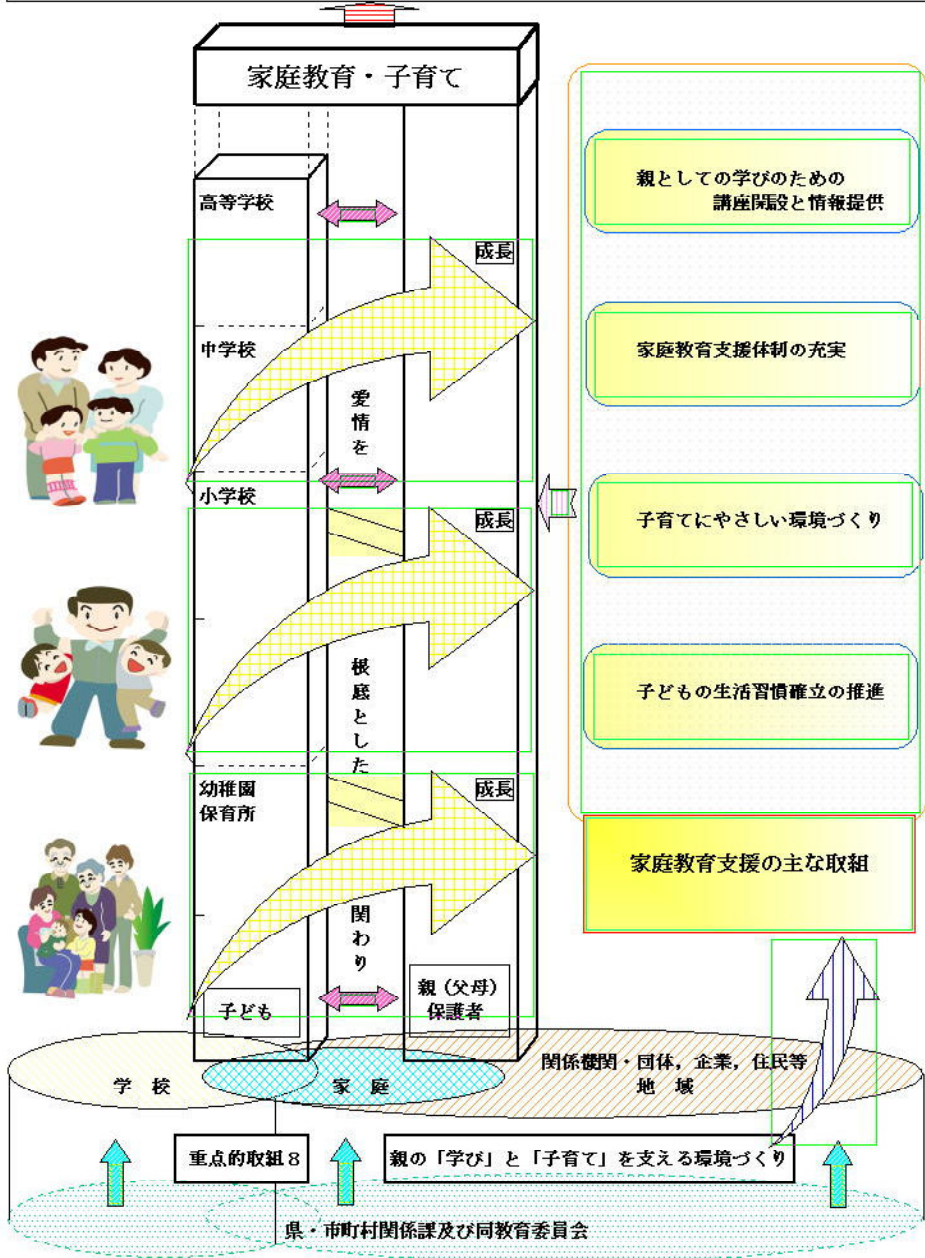 家庭教育・子育て
高等学校
成長
中学校
愛情を
小学校
成長
根底とした
幼稚園
保育所
成長
関わり
子ども
親（父母）
保護者
親としての学びのための
講座開設と情報提供
家庭教育支援体制の充実
子育てにやさしい環境づくり
子どもの生活習慣確立の推進
家庭教育支援の主な取組
学校
家庭
関係機関・団体，企業，住民等
地域
重点的取組８
親の「学び」と「子育て」を支える環境づくり
県・市町村関係課及び同教育委員会